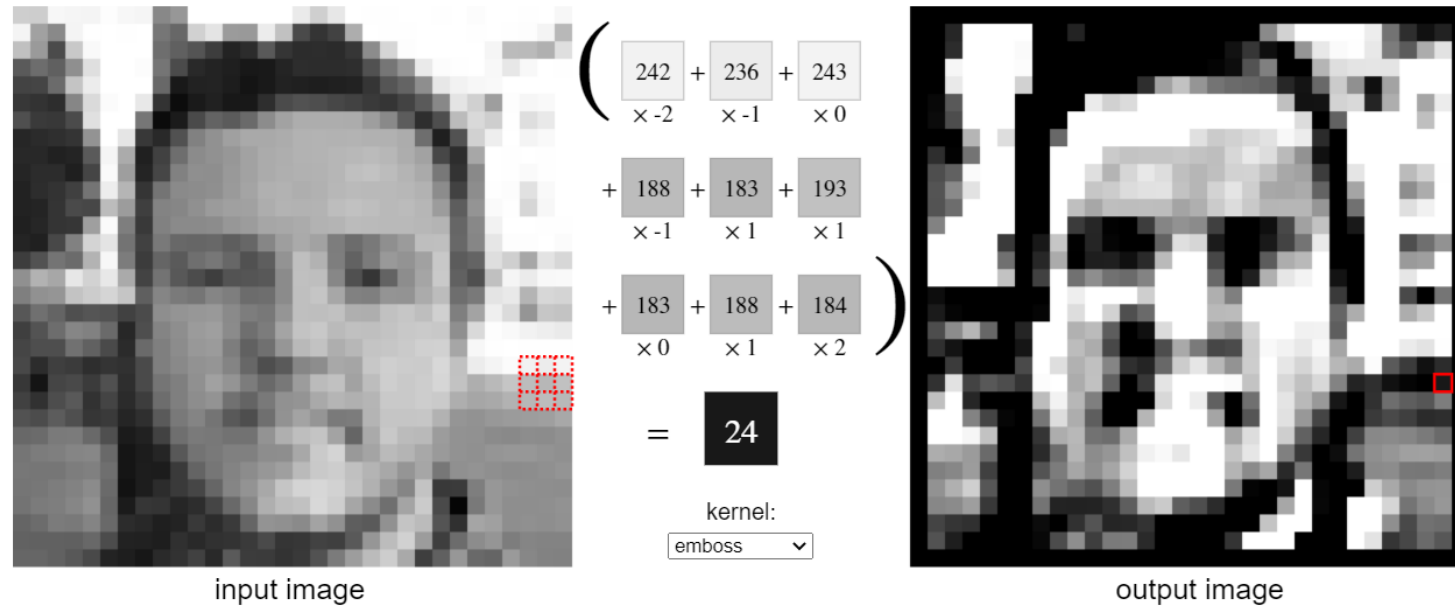 ( 242 + 236 + 243
× -2 × -1 × 0
+ 188 + 183 + 193
× -1 × 1 × 1
+ 183 + 188 + 184 )
× 0 × 1 × 2
= 24
kernel:
emboss
input image
output image